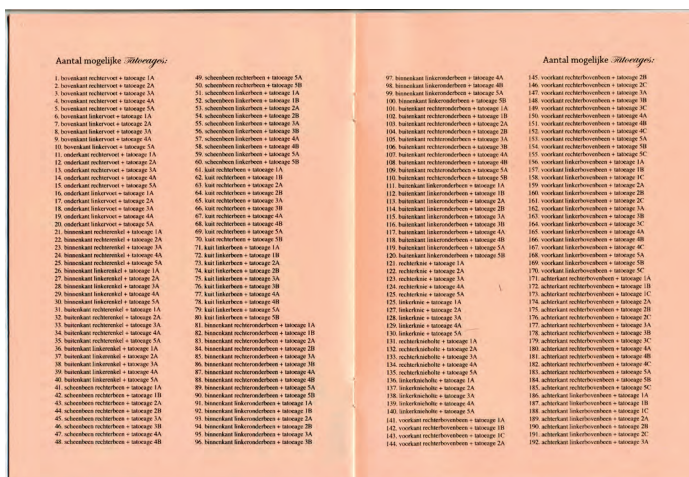 Aantal mogelijke Tatoeages:
1. bovenkant rechtervoet + tatoeage 1A
2. bovenkant rechtervoet + tatoeage 2A
3. bovenkant rechtervoet + tatoeage 3A
4. bovenkant rechtervoet + tatoeage 4A
5. bovenkant rechtervoet + tatoeage 5A
6. bovenkant linkervoet + tatoeage 1A
7. bovenkant linkervoet + tatoeage 2A
8. bovenkant linkervoet + tatoeage 3A
9. bovenkant linkervoet + tatoeage 4A
10. bovenkant linkervoet + tatoeage 5A
11. onderkant rechtervoet + tatoeage 1A
12. onderkant rechtervoet + tatoeage 2A
13. onderkant rechtervoet + tatoeage 3A
14. onderkant rechtervoet + tatoeage 4A
15. onderkant rechtervoet + tatoeage 5A
16. onderkant linkervoet + tatoeage 1A
17. onderkant linkervoet + tatoeage 2A
18. onderkant linkervoet + tatoeage 3A
19. onderkant linkervoet + tatoeage 4A
20. onderkant linkervoet + tatoeage 5A
21. binnenkant rechterenkel + tatoeage 1A
22. binnenkant rechterenkel + tatoeage 2A
23. binnenkant rechterenkel + tatoeage 3A
24. binnenkant rechterenkel + tatoeage 4A
25. binnenkant rechterenkel + tatoeage 5A
26. binnenkant linkerenkel + tatoeage 1A
27. binnenkant linkerenkel + tatoeage 2A
28. binnenkant linkerenkel + tatoeage 3A
29. binnenkant linkerenkel + tatoeage 4A
30. binnenkant linkerenkel + tatoeage 5A
31. buitenkant rechterenkel + tatoeage 1A
32. buitenkant rechterenkel + tatoeage 2A
33. buitenkant rechterenkel + tatoeage 3A
34. buitenkant rechterenkel + tatoeage 4A
35. buitenkant rechterenkel + tatoeage 5A
36. buitenkant linkerenkel + tatoeage 1A
37. buitenkant linkerenkel + tatoeage 2A
38. buitenkant linkerenkel + tatoeage 3A
39. buitenkant linkerenkel + tatoeage 4A
40. buitenkant linkerenkel + tatoeage 5A
41. scheenbeen rechterbeen + tatoeage 1A
42. scheenbeen rechterbeen + tatoeage 1B
43. scheenbeen rechterbeen + tatoeage 2A
44. scheenbeen rechterbeen + tatoeage 2B
45. scheenbeen rechterbeen + tatoeage 3A
46. scheenbeen rechterbeen + tatoeage 3B
47. scheenbeen rechterbeen + tatoeage 4A
48. scheenbeen rechterbeen + tatoeage 4B
49. scheenbeen rechterbeen + tatoeage 5A
50. scheenbeen rechterbeen + tatoeage 5B
51. scheenbeen linkerbeen + tatoeage 1A
52. scheenbeen linkerbeen + tatoeage 1B
53. scheenbeen linkerbeen + tatoeage 2A
54. scheenbeen linkerbeen + tatoeage 2B
55. scheenbeen linkerbeen + tatoeage 3A
56. scheenbeen linkerbeen + tatoeage 3B
57. scheenbeen linkerbeen + tatoeage 4A
58. scheenbeen linkerbeen + tatoeage 4B
59. scheenbeen linkerbeen + tatoeage 5A
60. scheenbeen linkerbeen + tatoeage 5B
61. kuit rechterbeen + tatoeage 1A
62. kuit rechterbeen + tatoeage 1B
63. kuit rechterbeen + tatoeage 2A
64. kuit rechterbeen + tatoeage 2B
65. kuit rechterbeen + tatoeage 3A
66. kuit rechterbeen + tatoeage 3B
67. kuit rechterbeen + tatoeage 4A
68. kuit rechterbeen + tatoeage 4B
69. kuit rechterbeen + tatoeage 5A
70. kuit rechterbeen + tatoeage 5B
71. kuit linkerbeen + tatoeage 1A
72. kuit linkerbeen + tatoeage 1B
73. kuit linkerbeen + tatoeage 2A
74. kuit linkerbeen + tatoeage 2B
75. kuit linkerbeen + tatoeage 3A
76. kuit linkerbeen + tatoeage 3B
77. kuit linkerbeen + tatoeage 4A
78. kuit linkerbeen + tatoeage 4B
79. kuit linkerbeen + tatoeage 5A
80. kuit linkerbeen + tatoeage 5B
81. binnenkant rechteronderbeen + tatoeage 1A
82. binnenkant rechteronderbeen + tatoeage 1B
83. binnenkant rechteronderbeen + tatoeage 2A
84. binnenkant rechteronderbeen + tatoeage 2B
85. binnenkant rechteronderbeen + tatoeage 3A
86. binnenkant rechteronderbeen + tatoeage 3B
87. binnenkant rechteronderbeen + tatoeage 4A
88. binnenkant rechteronderbeen + tatoeage 4B
89. binnenkant rechteronderbeen + tatoeage 5A
90. binnenkant rechteronderbeen + tatoeage 5B
91. binnenkant linkeronderbeen + tatoeage 1A
92. binnenkant linkeronderbeen + tatoeage 1B
93. binnenkant linkeronderbeen + tatoeage 2A
94. binnenkant linkeronderbeen + tatoeage 2B
95. binnenkant linkeronderbeen + tatoeage 3A
96. binnenkant linkeronderbeen + tatoeage 3B
Aantal mogelijke Tatoeages:
97. binnenkant linkeronderbeen + tatoeage 4A
98. binnenkant linkeronderbeen + tatoeage 4B
99. binnenkant linkeronderbeen + tatoeage 5A
100. binnenkant linkeronderbeen + tatoeage 5B
101. buitenkant rechteronderbeen + tatoeage 1A
102. buitenkant rechteronderbeen + tatoeage 1B
103. buitenkant rechteronderbeen + tatoeage 2A
104. buitenkant rechteronderbeen + tatoeage 2B
105. buitenkant rechteronderbeen + tatoeage 3A
106. buitenkant rechteronderbeen + tatoeage 3B
107. buitenkant rechteronderbeen + tatoeage 4A
108. buitenkant rechteronderbeen + tatoeage 4B
109. buitenkant rechteronderbeen + tatoeage 5A
110. buitenkant rechteronderbeen + tatoeage 5B
111. buitenkant linkeronderbeen + tatoeage 1A
112. buitenkant linkeronderbeen + tatoeage 1B
113. buitenkant linkeronderbeen + tatoeage 2A
114. buitenkant linkeronderbeen + tatoeage 2B
115. buitenkant linkeronderbeen + tatoeage 3A
116. buitenkant linkeronderbeen + tatoeage 3B
117. buitenkant linkeronderbeen + tatoeage 4A
118. buitenkant linkeronderbeen + tatoeage 4B
119. buitenkant linkeronderbeen + tatoeage 5A
120. buitenkant linkeronderbeen + tatoeage 5B
121. rechterknie + tatoeage 1A
122. rechterknie + tatoeage 2A
123. rechterknie + tatoeage 3A
124. rechterknie + tatoeage 4A
125. rechterknie + tatoeage 5A
126. linkerknie + tatoeage 1A
127. linkerknie + tatoeage 2A
128. linkerknie + tatoeage 3A
129. linkerknie + tatoeage 4A
130. linkerknie + tatoeage 5A
131. rechterknieholte + tatoeage 1A
132. rechterknieholte + tatoeage 2A
133. rechterknieholte + tatoeage 3A
134. rechterknieholte + tatoeage 4A
135. rechterknieholte + tatoeage 5A
136. linkerknieholte + tatoeage 1A
137. linkerknieholte + tatoeage 2A
138. linkerknieholte + tatoeage 3A
139. linkerknieholte + tatoeage 4A
140. linkerknieholte + tatoeage 5A
141. voorkant rechterbovenbeen + tatoeage 1A
142. voorkant rechterbovenbeen + tatoeage 1B
143. voorkant rechterbovenbeen + tatoeage 1C
144. voorkant rechterbovenbeen + tatoeage 2A
145. voorkant rechterbovenbeen + tatoeage 2B
146. voorkant rechterbovenbeen + tatoeage 2C
147. voorkant rechterbovenbeen + tatoeage 3A
148. voorkant rechterbovenbeen + tatoeage 3B
149. voorkant rechterbovenbeen + tatoeage 3C
150. voorkant rechterbovenbeen + tatoeage 4A
151. voorkant rechterbovenbeen + tatoeage 4B
152. voorkant rechterbovenbeen + tatoeage 4C
153. voorkant rechterbovenbeen + tatoeage 5A
154. voorkant rechterbovenbeen + tatoeage 5B
155. voorkant rechterbovenbeen + tatoeage 5C
156. voorkant linkerbovenbeen + tatoeage 1A
157. voorkant linkerbovenbeen + tatoeage 1B
158. voorkant linkerbovenbeen + tatoeage 1C
159. voorkant linkerbovenbeen + tatoeage 2A
160. voorkant linkerbovenbeen + tatoeage 2B
161. voorkant linkerbovenbeen + tatoeage 2C
162. voorkant linkerbovenbeen + tatoeage 3A
163. voorkant linkerbovenbeen + tatoeage 3B
164. voorkant linkerbovenbeen + tatoeage 3C
165. voorkant linkerbovenbeen + tatoeage 4A
166. voorkant linkerbovenbeen + tatoeage 4B
167. voorkant linkerbovenbeen + tatoeage 4C
168. voorkant linkerbovenbeen + tatoeage 5A
169. voorkant linkerbovenbeen + tatoeage 5B
170. voorkant linkerbovenbeen + tatoeage 5C
171. achterkant rechterbovenbeen + tatoeage 1A
172. achterkant rechterbovenbeen + tatoeage 1B
173. achterkant rechterbovenbeen + tatoeage 1C
174. achterkant rechterbovenbeen + tatoeage 2A
175. achterkant rechterbovenbeen + tatoeage 2B
176. achterkant rechterbovenbeen + tatoeage 2C
177. achterkant rechterbovenbeen + tatoeage 3A
178. achterkant rechterbovenbeen + tatoeage 3B
179. achterkant rechterbovenbeen + tatoeage 3C
180. achterkant rechterbovenbeen + tatoeage 4A
181. achterkant rechterbovenbeen + tatoeage 4B
182. achterkant rechterbovenbeen + tatoeage 4C
183. achterkant rechterbovenbeen + tatoeage 5A
184. achterkant rechterbovenbeen + tatoeage 5B
185. achterkant rechterbovenbeen + tatoeage 5C
186. achterkant linkerbovenbeen + tatoeage 1A
187. achterkant linkerbovenbeen + tatoeage 1B
188. achterkant linkerbovenbeen + tatoeage 1C
189. achterkant linkerbovenbeen + tatoeage 2A
190. achterkant linkerbovenbeen + tatoeage 2B
191. achterkant linkerbovenbeen + tatoeage 2C
192. achterkant linkerbovenbeen + tatoeage 3A